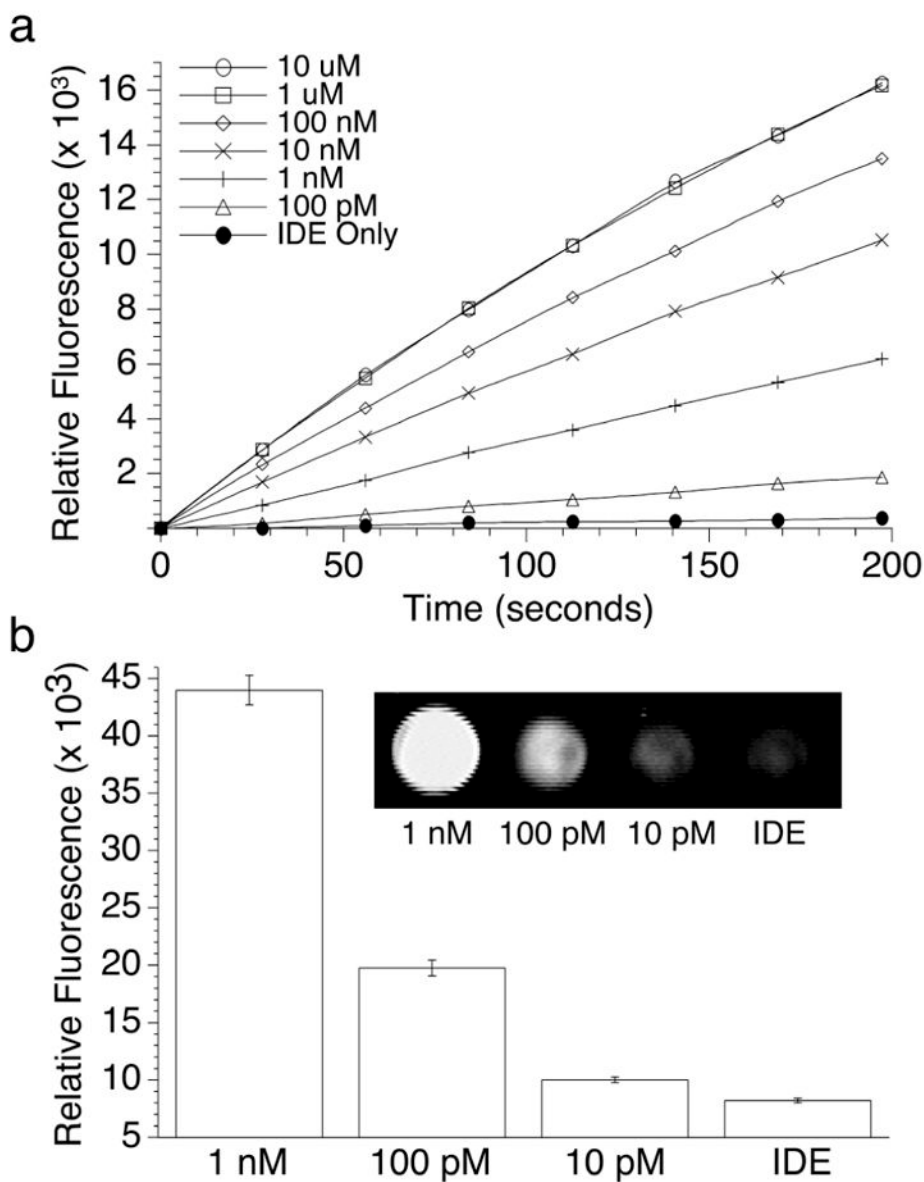 a
Relative Fluorescence (x 10³)
16
14
12
10
8
6
4
2
10 uM
1 uM
100 nM
10 nM
1 nM
100 pM
IDE Only
0 50 100 150 200
Time (seconds)
b
Relative Fluorescence (x 10³)
45
40
35
30
25
20
15
10
5
1 nM 100 pM 10 pM IDE
1 nM 100 pM 10 pM IDE